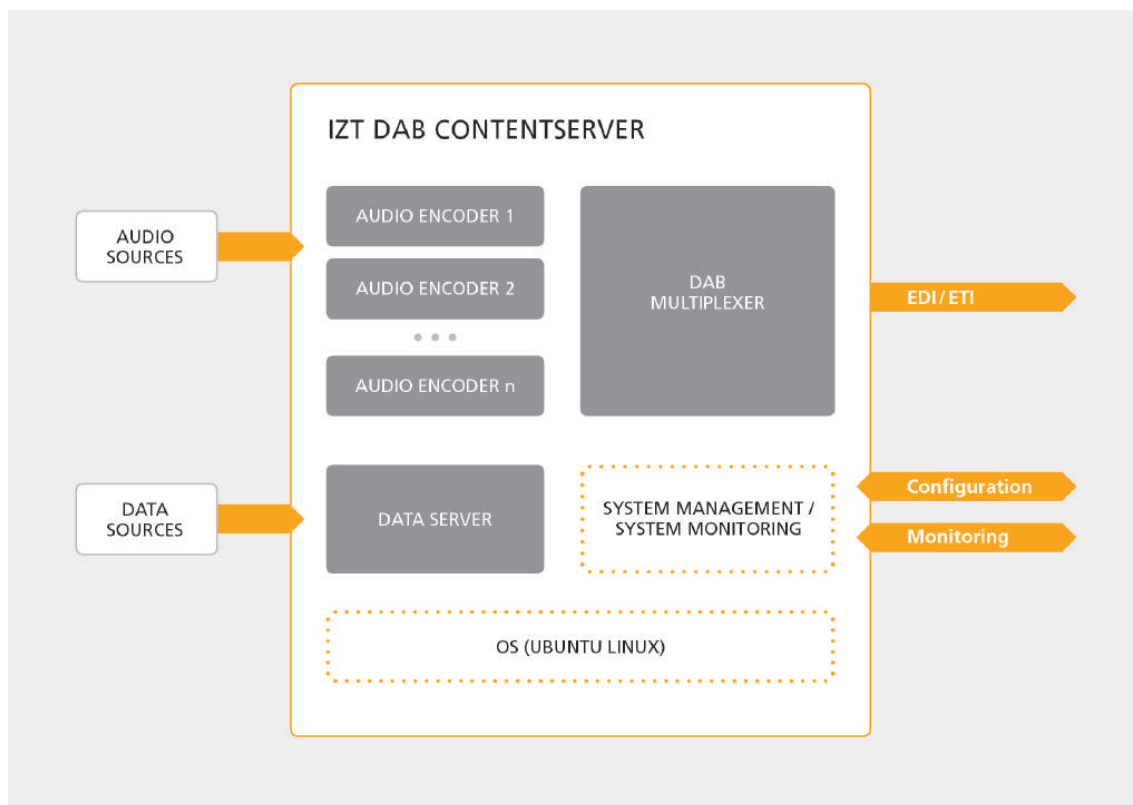 IZT DAB CONTENTSERVER
AUDIO
SOURCES
AUDIO ENCODER 1
AUDIO ENCODER 2
AUDIO ENCODER n
DAB
MULTIPLEXER
EDI / ETI
DATA
SOURCES
DATA SERVER
SYSTEM MANAGEMENT /
SYSTEM MONITORING
Configuration
Monitoring
OS (UBUNTU LINUX)